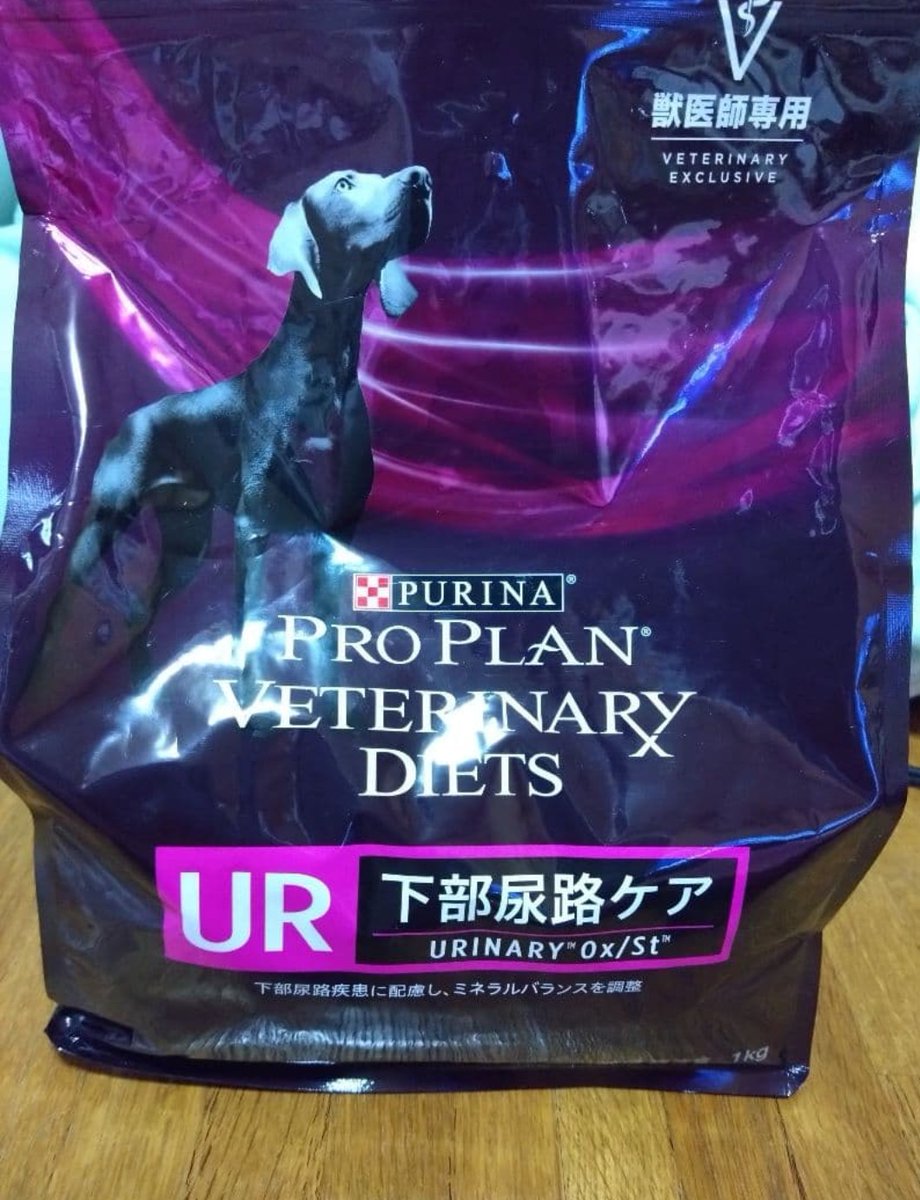 獣医師専用
VETERINARY
EXCLUSIVE
PURINA®
PRO PLAN®
VETERINARY
DIETS
UR
下部尿路ケア
URINARY™ Ox/St™
下部尿路疾患に配慮し、ミネラルバランスを調整
1kg